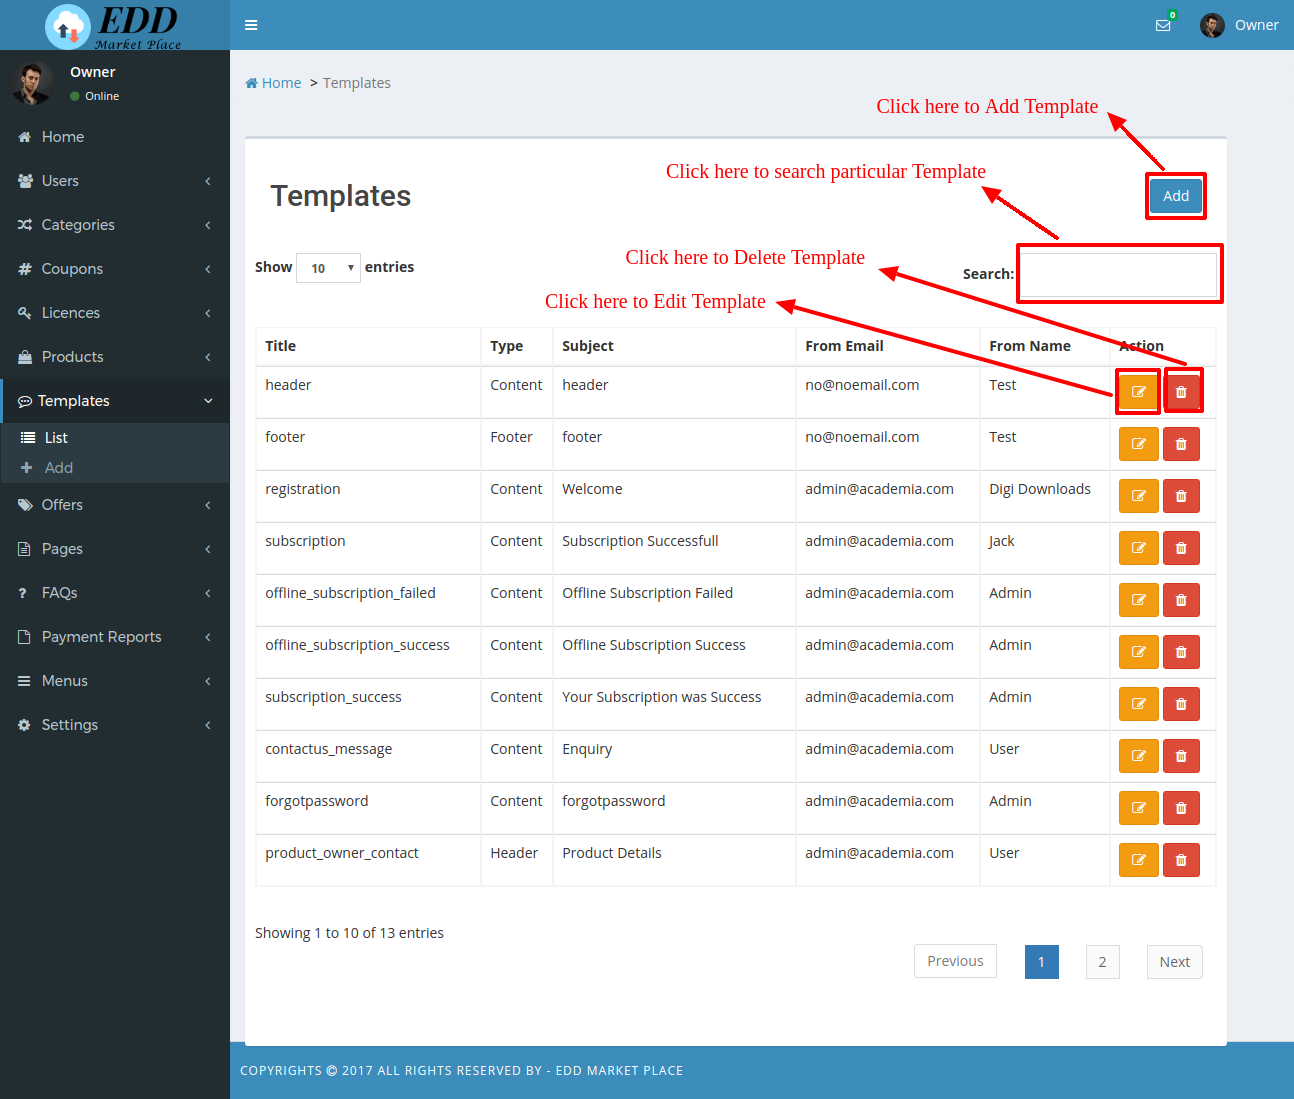 EDD
Market Place
0
Owner
Owner
Online
Home
Users
Categories
# Coupons
Licences
Products
Templates
List
+ Add
Offers
Pages
? FAQs
Payment Reports
Menus
Settings
Home > Templates
Click here to Add Template
Click here to search particular Template
Templates
Add
Click here to Delete Template
Show 10 entries
Search:
Click here to Edit Template
Title Type Subject From Email From Name Action
header Content header no@noemail.com Test
footer Footer footer no@noemail.com Test
registration Content Welcome admin@academia.com Digi Downloads
subscription Content Subscription Successfull admin@academia.com Jack
offline_subscription_failed Content Offline Subscription Failed admin@academia.com Admin
offline_subscription_success Content Offline Subscription Success admin@academia.com Admin
subscription_success Content Your Subscription was Success admin@academia.com Admin
contactus_message Content Enquiry admin@academia.com User
forgotpassword Content forgotpassword admin@academia.com Admin
product_owner_contact Header Product Details admin@academia.com User
Showing 1 to 10 of 13 entries
Previous 1 2 Next
COPYRIGHTS © 2017 ALL RIGHTS RESERVED BY - EDD MARKET PLACE